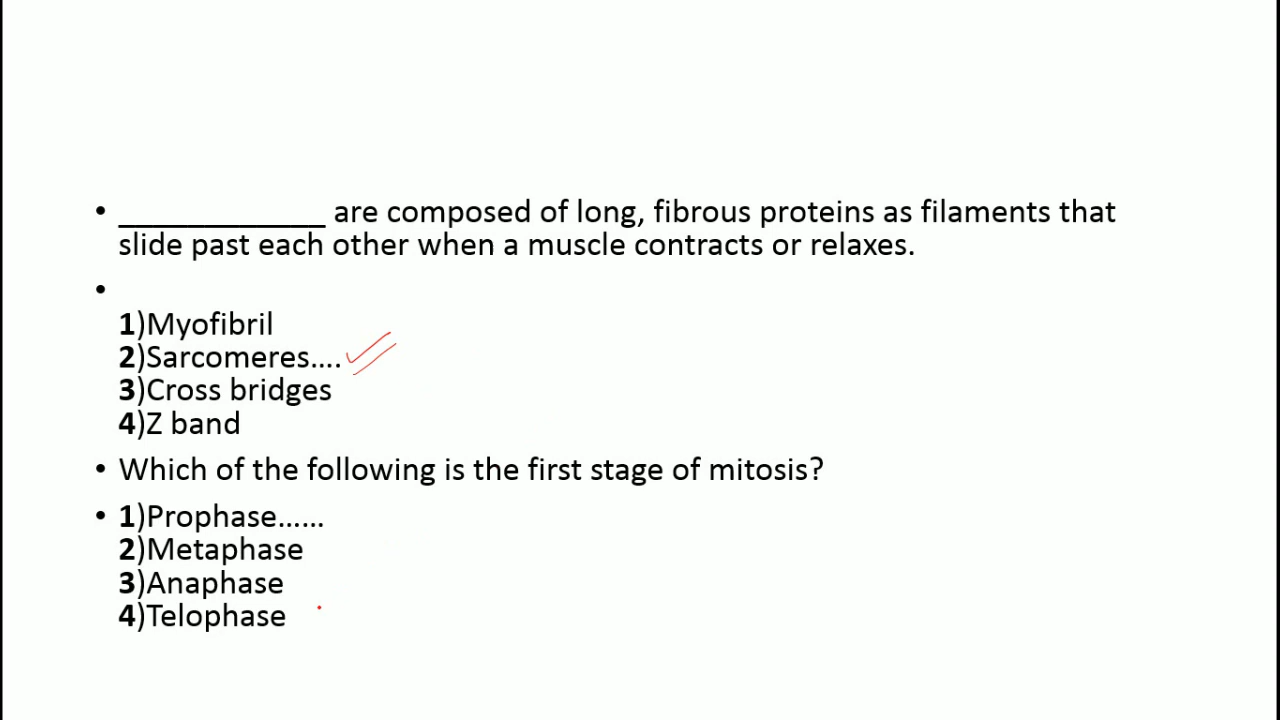 • ____________ are composed of long, fibrous proteins as filaments that
slide past each other when a muscle contracts or relaxes.
•
1)Myofibril
2)Sarcomeres....
3)Cross bridges
4)Z band
• Which of the following is the first stage of mitosis?
• 1)Prophase......
2)Metaphase
3)Anaphase
4)Telophase